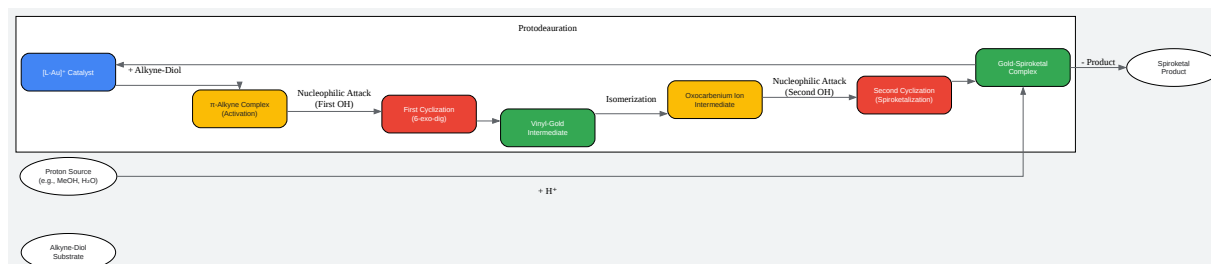 Protodeauration
[L-Au]⁺ Catalyst
+ Alkyne-Diol
π-Alkyne Complex
(Activation)
Nucleophilic Attack
(First OH)
First Cyclization
(6-exo-dig)
Vinyl-Gold
Intermediate
Isomerization
Oxocarbenium Ion
Intermediate
Nucleophilic Attack
(Second OH)
Second Cyclization
(Spiroketalization)
Gold-Spiroketal
Complex
- Product
Spiroketal
Product
Proton Source
(e.g., MeOH, H₂O)
+ H⁺
Alkyne-Diol
Substrate